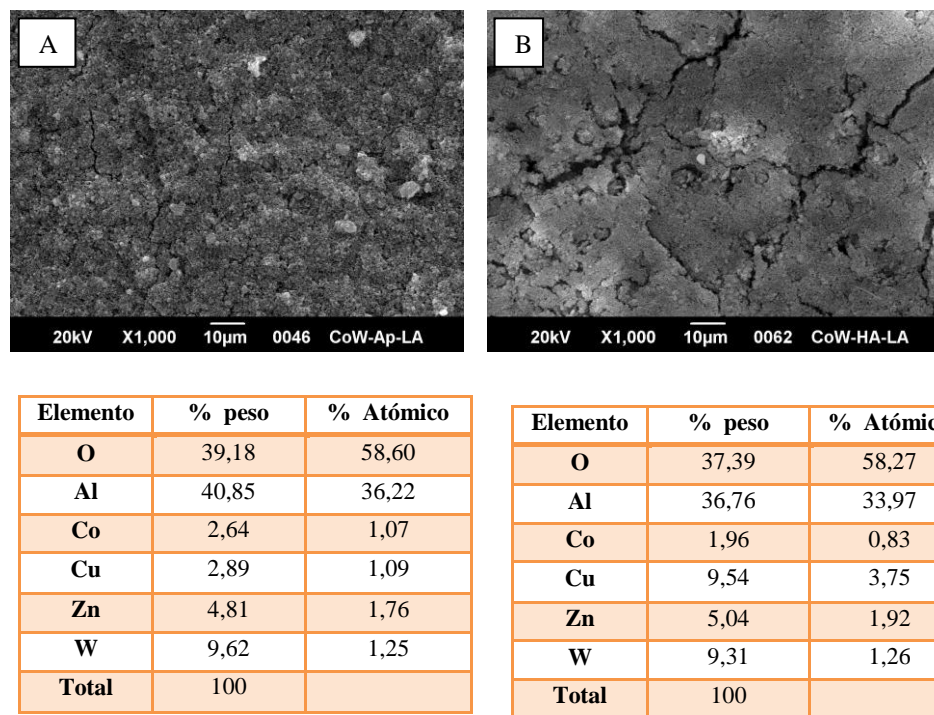 A
B
20kV X1,000 10μm 0046 CoW-Ap-LA
20kV X1,000 10μm 0062 CoW-HA-LA
Elemento % peso % Atómico
O 39,18 58,60
Al 40,85 36,22
Co 2,64 1,07
Cu 2,89 1,09
Zn 4,81 1,76
W 9,62 1,25
Total 100
Elemento % peso % Atómic
O 37,39 58,27
Al 36,76 33,97
Co 1,96 0,83
Cu 9,54 3,75
Zn 5,04 1,92
W 9,31 1,26
Total 100